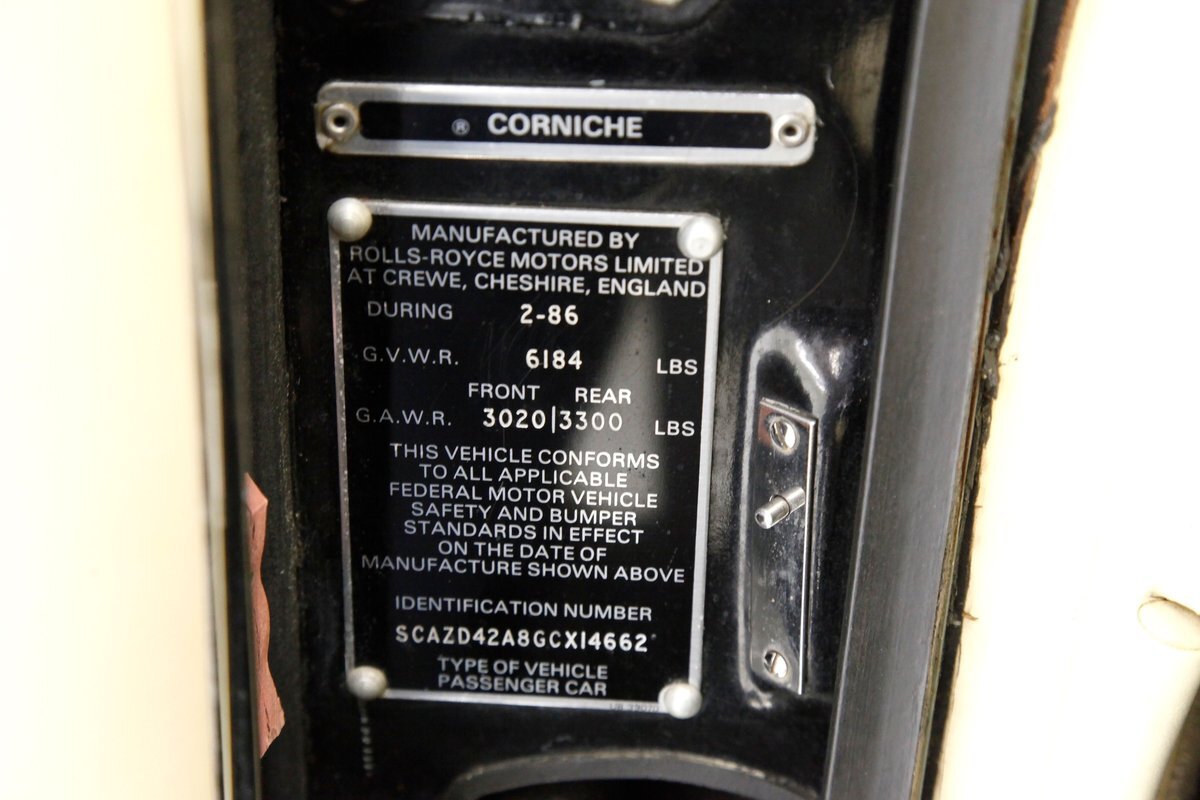 ® CORNICHE
MANUFACTURED BY
ROLLS-ROYCE MOTORS LIMITED
AT CREWE, CHESHIRE, ENGLAND
DURING 2-86
G.V.W.R. 6184 LBS
FRONT REAR
G.A.W.R. 3020|3300 LBS
THIS VEHICLE CONFORMS
TO ALL APPLICABLE
FEDERAL MOTOR VEHICLE
SAFETY AND BUMPER
STANDARDS IN EFFECT
ON THE DATE OF
MANUFACTURE SHOWN ABOVE
IDENTIFICATION NUMBER
SCAZD42A8GCX14662
TYPE OF VEHICLE
PASSENGER CAR